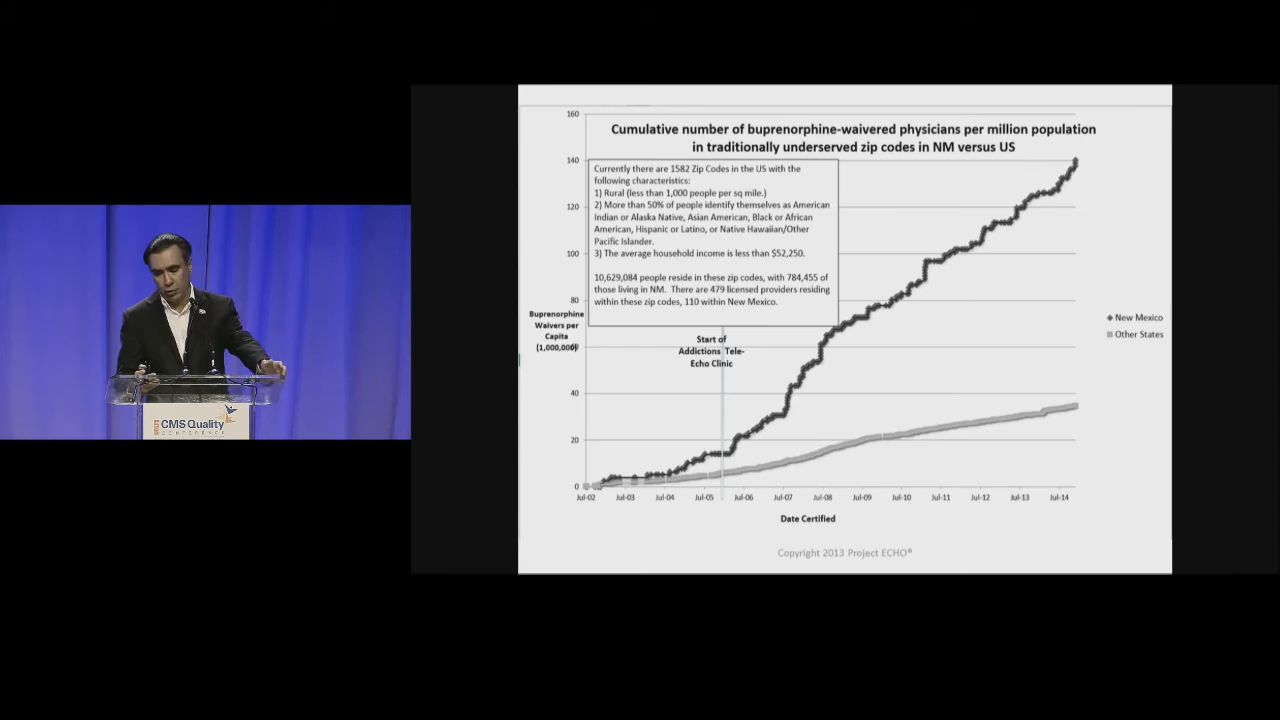 CMS Quality
CONFERENCE
Cumulative number of buprenorphine-waivered physicians per million population
in traditionally underserved zip codes in NM versus US
Currently there are 1582 Zip Codes in the US with the
following characteristics:
1) Rural (less than 1,000 people per sq mile.)
2) More than 50% of people identify themselves as American
Indian or Alaska Native, Asian American, Black or African
American, Hispanic or Latino, or Native Hawaiian/Other
Pacific Islander.
3) The average household income is less than $52,250.
10,629,084 people reside in these zip codes, with 784,455 of
those living in NM. There are 479 licensed providers residing
within these zip codes, 110 within New Mexico.
160
140
120
100
80
60
40
20
0
Buprenorphine
Waivers per
Capita
(1,000,000)
Start of
Addictions Tele-
Echo Clinic
New Mexico
Other States
Jul-02 Jul-03 Jul-04 Jul-05 Jul-06 Jul-07 Jul-08 Jul-09 Jul-10 Jul-11 Jul-12 Jul-13 Jul-14
Date Certified
Copyright 2013 Project ECHO®